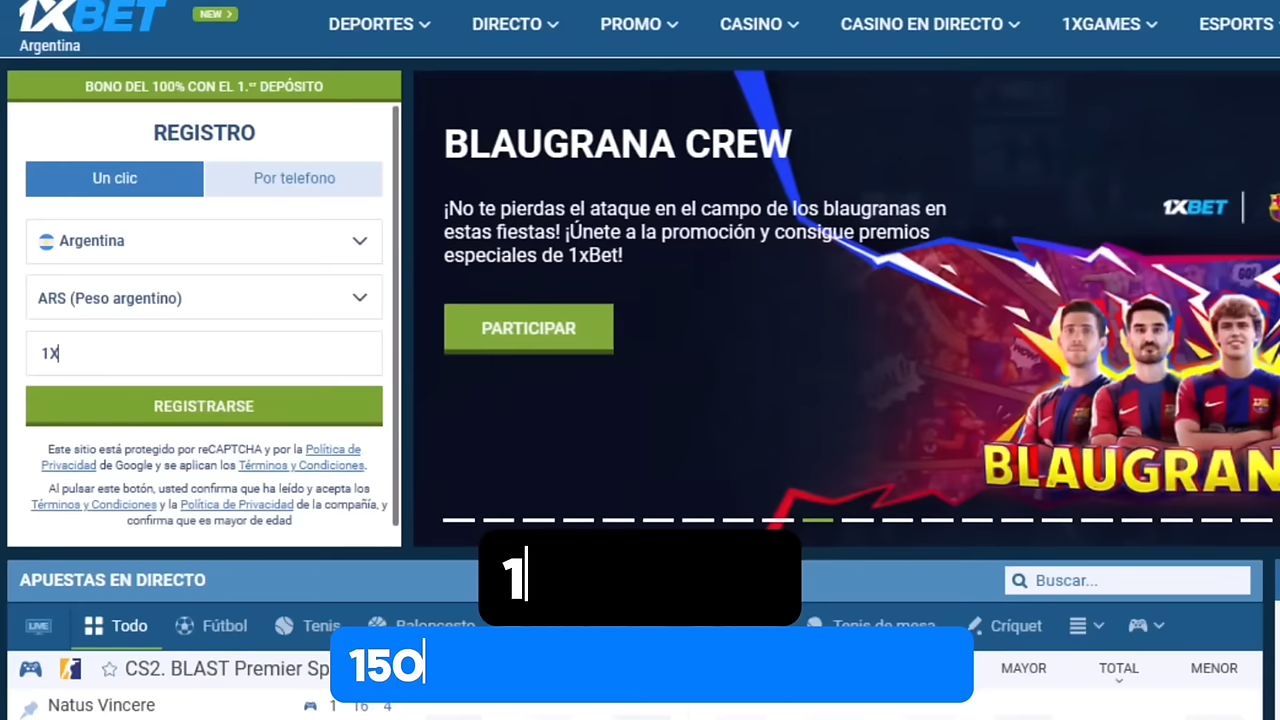 1XBET
NEW >
Argentina
DEPORTES
DIRECTO
PROMO
CASINO
CASINO EN DIRECTO
1XGAMES
ESPORTS
BONO DEL 100% CON EL 1.er DEPÓSITO
REGISTRO
Un clic
Por telefono
Argentina
ARS (Peso argentino)
1X
REGISTRARSE
Este sitio está protegido por reCAPTCHA y por la Política de
Privacidad de Google y se aplican los Términos y Condiciones.
Al pulsar este botón, usted confirma que ha leído y acepta los
Términos y Condiciones y la Política de Privacidad de la compañía, y
confirma que es mayor de edad
BLAUGRANA CREW
¡No te pierdas el ataque en el campo de los blaugranas en
estas fiestas! ¡Únete a la promoción y consigue premios
especiales de 1xBet!
PARTICIPAR
1XBET
GO!
WOW
BLAUGRAN
1
150
APUESTAS EN DIRECTO
Buscar...
LIVE
Todo
Fútbol
Tenis
Baloncesto
Tenis de mesa
Críquet
CS2. BLAST Premier Sp
MAYOR
TOTAL
MENOR
Natus Vincere
1 16 4